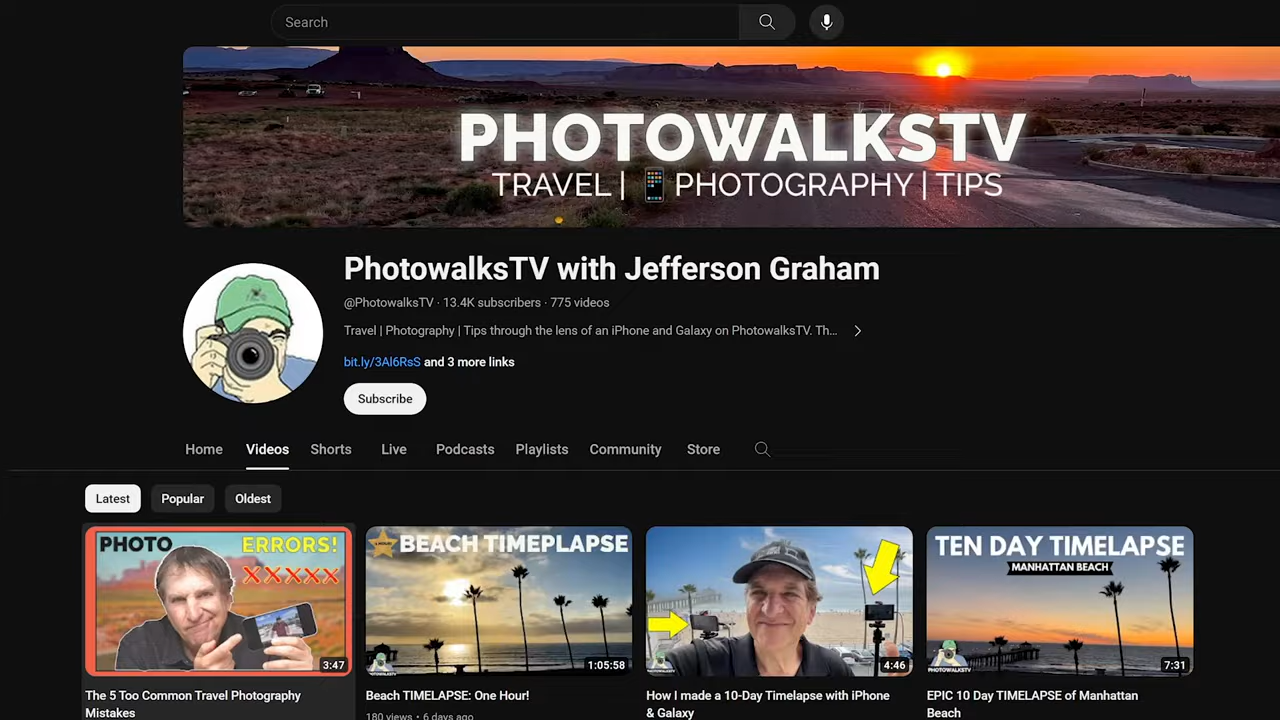 Search
PHOTOWALKSTV
TRAVEL | 📱 PHOTOGRAPHY | TIPS
PhotowalksTV with Jefferson Graham
@PhotowalksTV · 13.4K subscribers · 775 videos
Travel | Photography | Tips through the lens of an iPhone and Galaxy on PhotowalksTV. Th...
bit.ly/3Al6RsS and 3 more links
Subscribe
Home Videos Shorts Live Podcasts Playlists Community Store
Latest Popular Oldest
PHOTO ERRORS!
XXXXX
3:47
The 5 Too Common Travel Photography
Mistakes
1 HOUR!
BEACH TIMEPLAPSE
1:05:58
Beach TIMELAPSE: One Hour!
180 views • 6 days ago
4:46
How I made a 10-Day Timelapse with iPhone
& Galaxy
TEN DAY TIMELAPSE
MANHATTAN BEACH
PHOTOWALKSTV
7:31
EPIC 10 Day TIMELAPSE of Manhattan
Beach